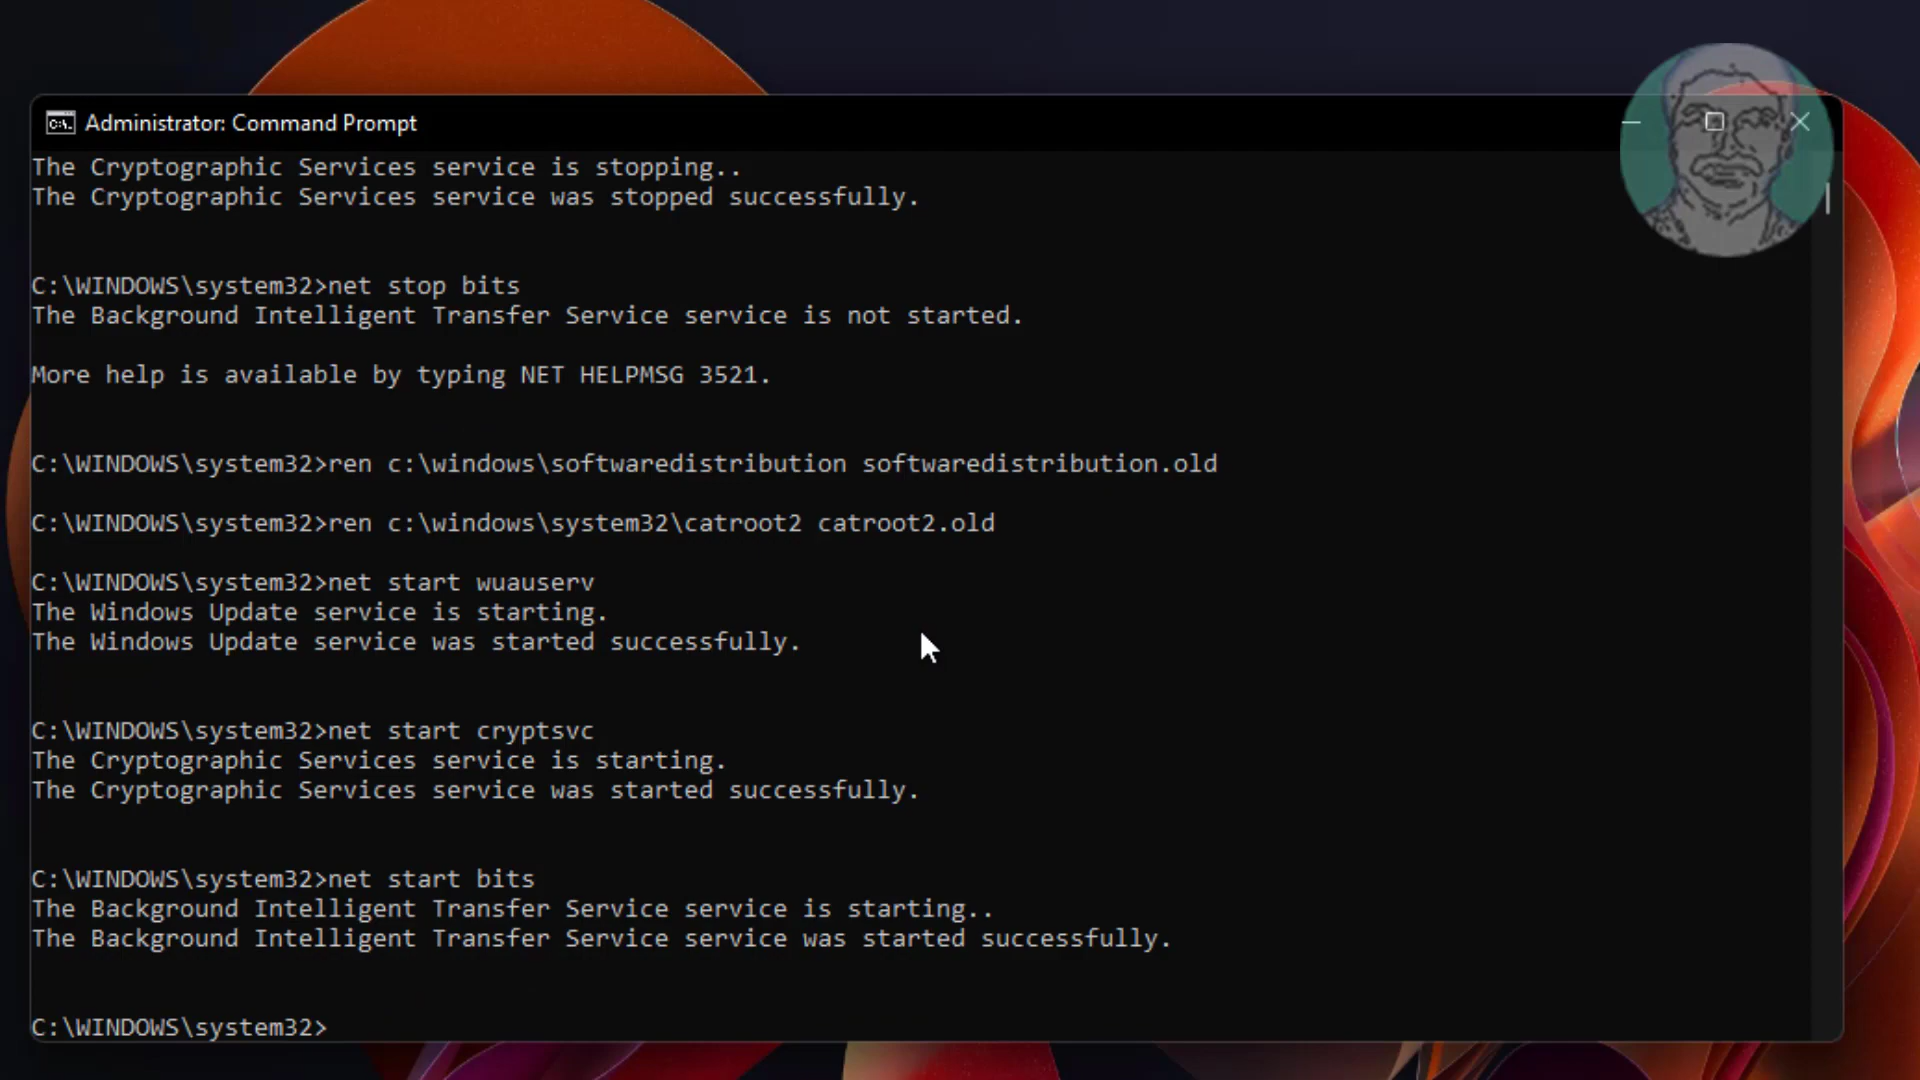 Administrator: Command Prompt
The Cryptographic Services service is stopping..
The Cryptographic Services service was stopped successfully.
C:\WINDOWS\system32>net stop bits
The Background Intelligent Transfer Service service is not started.
More help is available by typing NET HELPMSG 3521.
C:\WINDOWS\system32>ren c:\windows\softwaredistribution softwaredistribution.old
C:\WINDOWS\system32>ren c:\windows\system32\catroot2 catroot2.old
C:\WINDOWS\system32>net start wuauserv
The Windows Update service is starting.
The Windows Update service was started successfully.
C:\WINDOWS\system32>net start cryptsvc
The Cryptographic Services service is starting.
The Cryptographic Services service was started successfully.
C:\WINDOWS\system32>net start bits
The Background Intelligent Transfer Service service is starting..
The Background Intelligent Transfer Service service was started successfully.
C:\WINDOWS\system32>